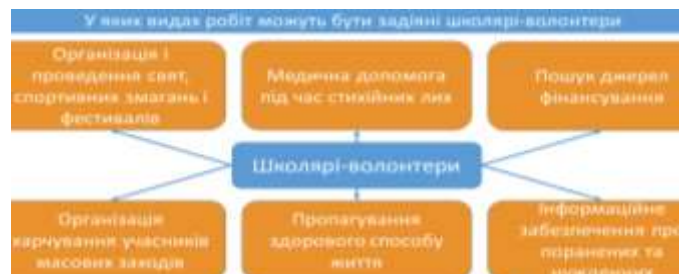 У яких видах робіт можуть бути задіяні школярі-волонтери
Організація і
проведення свят,
спортивних змагань і
фестивалів
Медична допомога
під час стихійних лих
Пошук джерел
фінансування
Школярі-волонтери
Організація
харчування учасників
масових заходів
Пропагування
здорового способу
життя
Інформаційне
забезпечення про
поранених та